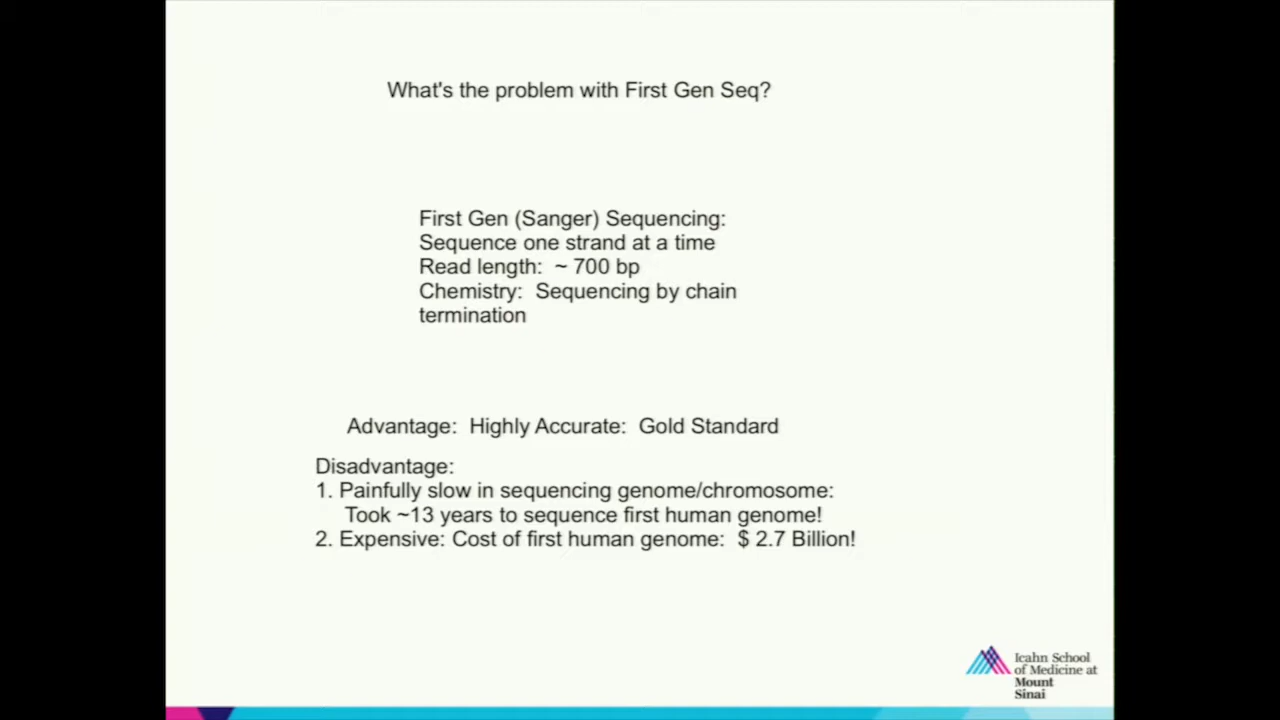 What's the problem with First Gen Seq?
First Gen (Sanger) Sequencing:
Sequence one strand at a time
Read length:  ~ 700 bp
Chemistry:  Sequencing by chain
termination
Advantage:  Highly Accurate:  Gold Standard
Disadvantage:
1. Painfully slow in sequencing genome/chromosome:
Took ~13 years to sequence first human genome!
2. Expensive: Cost of first human genome:  $ 2.7 Billion!
Icahn School
of Medicine at
Mount
Sinai